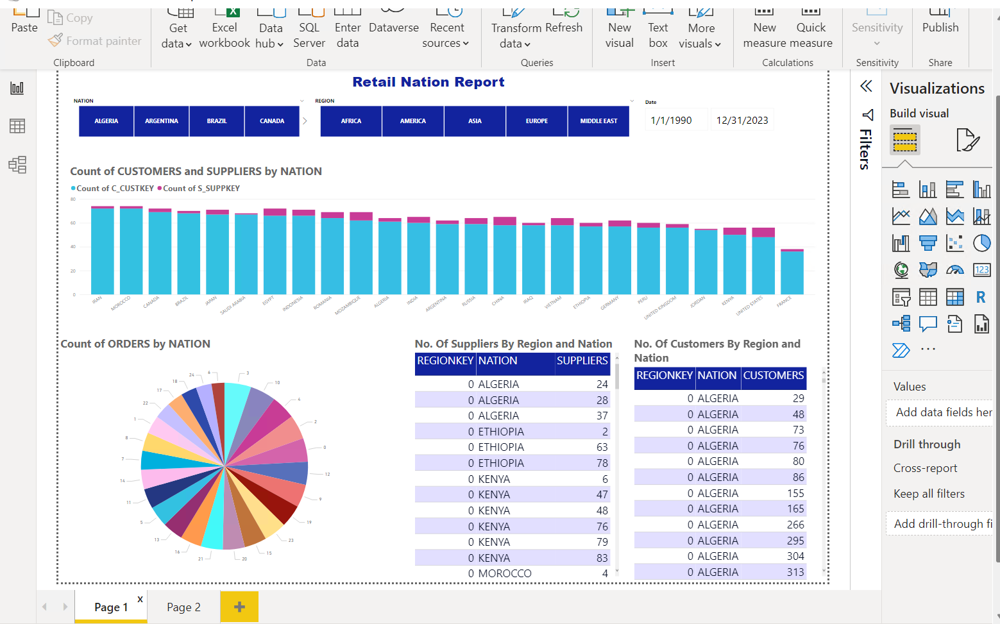 Paste
Copy
Format painter
Clipboard
Get data
Excel workbook
Data hub
SQL Server
Enter data
Dataverse
Recent sources
Data
Transform data
Refresh
Queries
New visual
Text box
More visuals
Insert
New measure
Quick measure
Calculations
Sensitivity
Sensitivity
Publish
Share
Retail Nation Report
NATION
ALGERIA ARGENTINA BRAZIL CANADA
REGION
AFRICA AMERICA ASIA EUROPE MIDDLE EAST
Date
1/1/1990 12/31/2023
Count of CUSTOMERS and SUPPLIERS by NATION
Count of C_CUSTKEY Count of S_SUPPKEY
80
60
40
20
0
IRAN MOROCCO CANADA BRAZIL JAPAN SAUDI ARABIA EGYPT INDONESIA ROMANIA MOZAMBIQUE ALGERIA INDIA ARGENTINA RUSSIA CHINA IRAQ VIETNAM ETHIOPIA GERMANY PERU UNITED KINGDOM JORDAN KENYA UNITED STATES FRANCE
Count of ORDERS by NATION
3
10
4
2
0
12
9
19
23
15
20
21
16
13
5
11
14
7
8
1
22
17
18
24
6
No. Of Suppliers By Region and Nation
REGIONKEY NATION SUPPLIERS
0 ALGERIA 24
0 ALGERIA 28
0 ALGERIA 37
0 ETHIOPIA 2
0 ETHIOPIA 63
0 ETHIOPIA 78
0 KENYA 6
0 KENYA 47
0 KENYA 48
0 KENYA 76
0 KENYA 79
0 KENYA 83
0 MOROCCO 4
No. Of Customers By Region and
Nation
REGIONKEY NATION CUSTOMERS
0 ALGERIA 29
0 ALGERIA 48
0 ALGERIA 73
0 ALGERIA 76
0 ALGERIA 80
0 ALGERIA 86
0 ALGERIA 155
0 ALGERIA 165
0 ALGERIA 266
0 ALGERIA 295
0 ALGERIA 304
0 ALGERIA 313
Filters
Visualizations
Build visual
123
R
Values
Add data fields her
Drill through
Cross-report
Keep all filters
Add drill-through fi
Page 1 x
Page 2
+